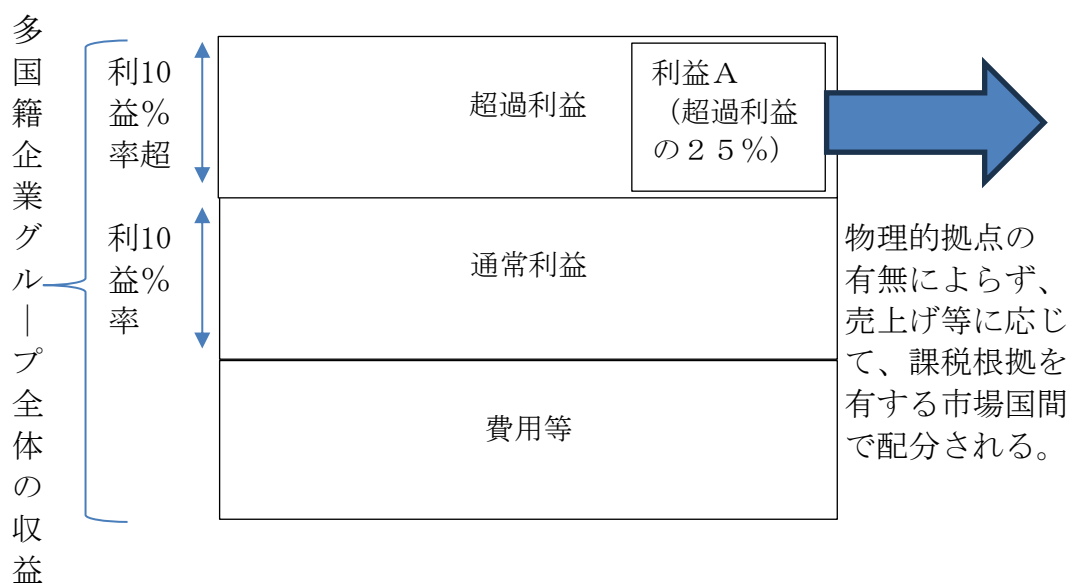 多国籍企業グループ全体の収益
利10
益%
率超
超過利益
利益A
（超過利益
の２５%）
利10
益%
率
通常利益
費用等
物理的拠点の
有無によらず、
売上げ等に応じ
て、課税根拠を
有する市場国間
で配分される。